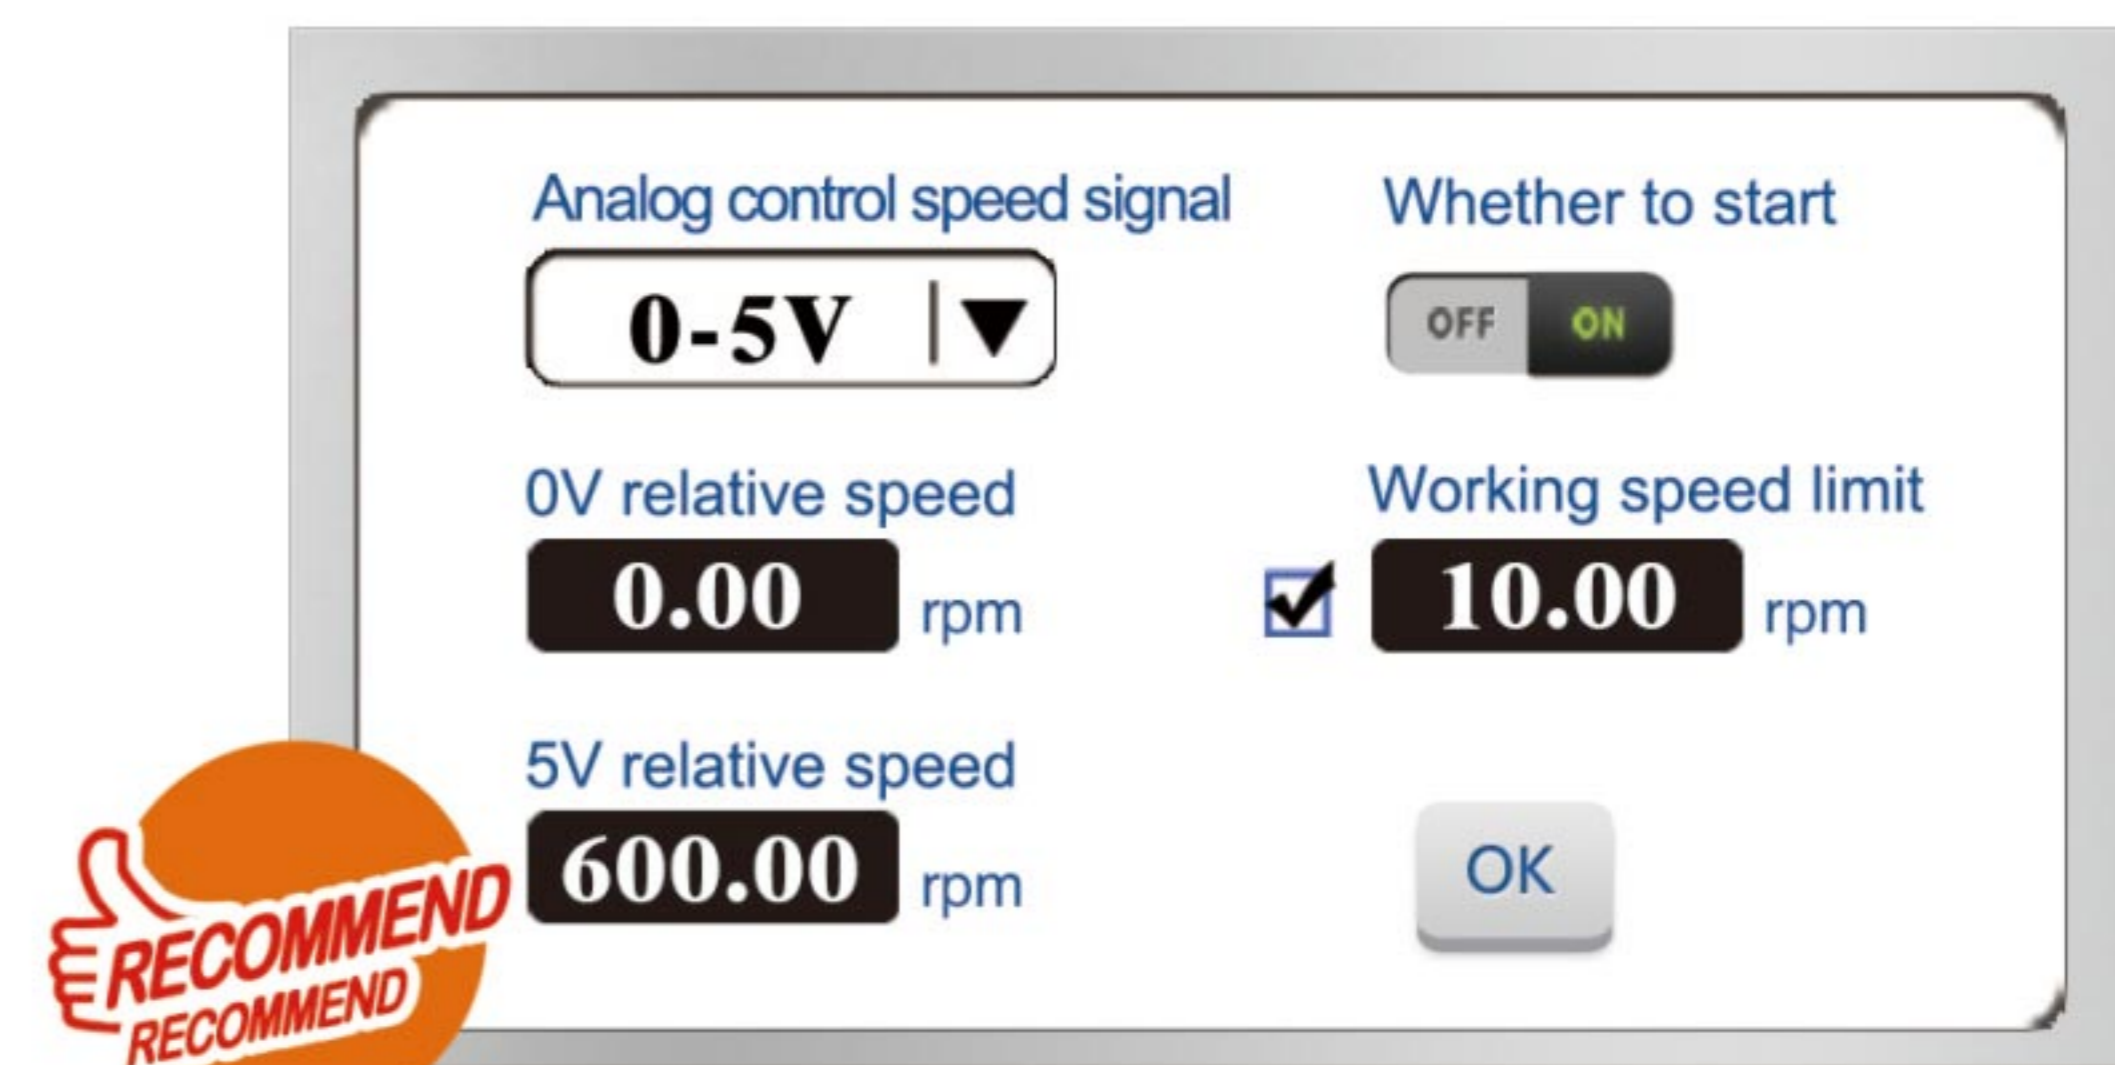 Analog control speed signal
Whether to start
0-5V
OFF ON
0V relative speed
Working speed limit
0.00 rpm
10.00 rpm
5V relative speed
600.00 rpm
OK
RECOMMEND
RECOMMEND